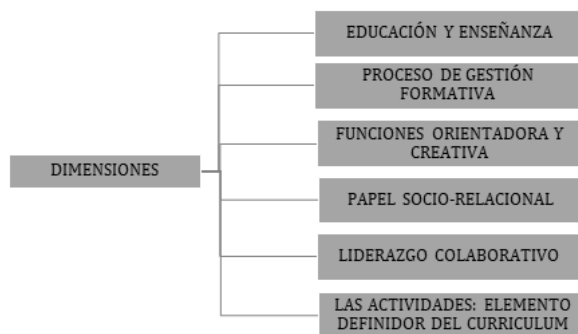 DIMENSIONES
EDUCACIÓN Y ENSEÑANZA
PROCESO DE GESTIÓN
FORMATIVA
FUNCIONES ORIENTADORA Y
CREATIVA
PAPEL SOCIO-RELACIONAL
LIDERAZGO COLABORATIVO
LAS ACTIVIDADES: ELEMENTO
DEFINIDOR DEL CURRICULUM